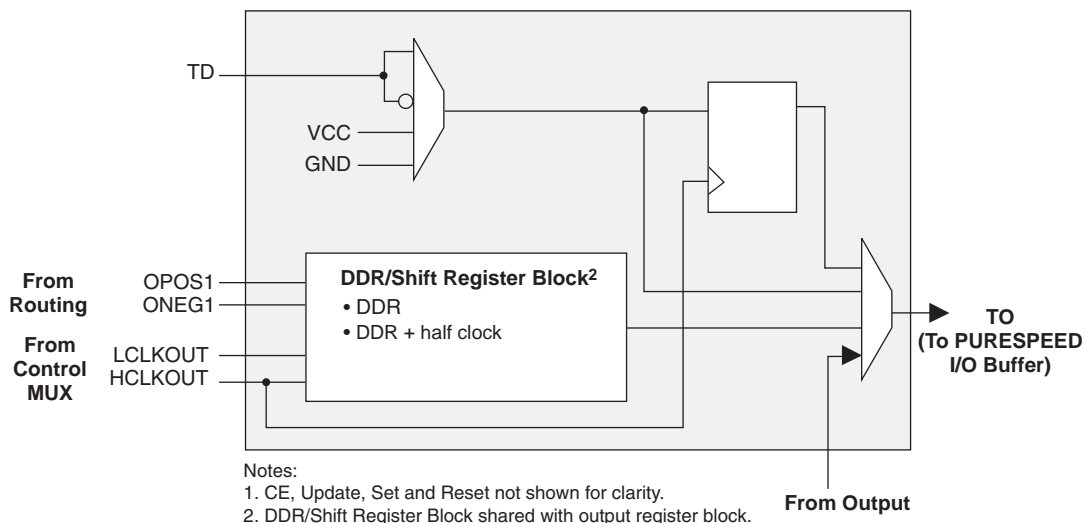 TD
VCC
GND
From
Routing
OPOS1
ONEG1
From
Control
MUX
LCLKOUT
HCLKOUT
DDR/Shift Register Block²
• DDR
• DDR + half clock
TO
(To PURESPEED
I/O Buffer)
From Output
Notes:
1. CE, Update, Set and Reset not shown for clarity.
2. DDR/Shift Register Block shared with output register block.